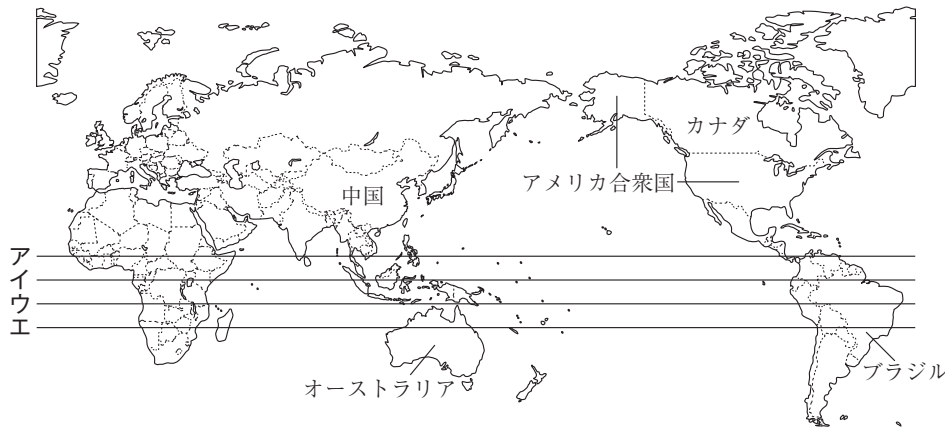 カナダ
アメリカ合衆国
中国
ア
イ
ウ
エ
ブラジル
オーストラリア